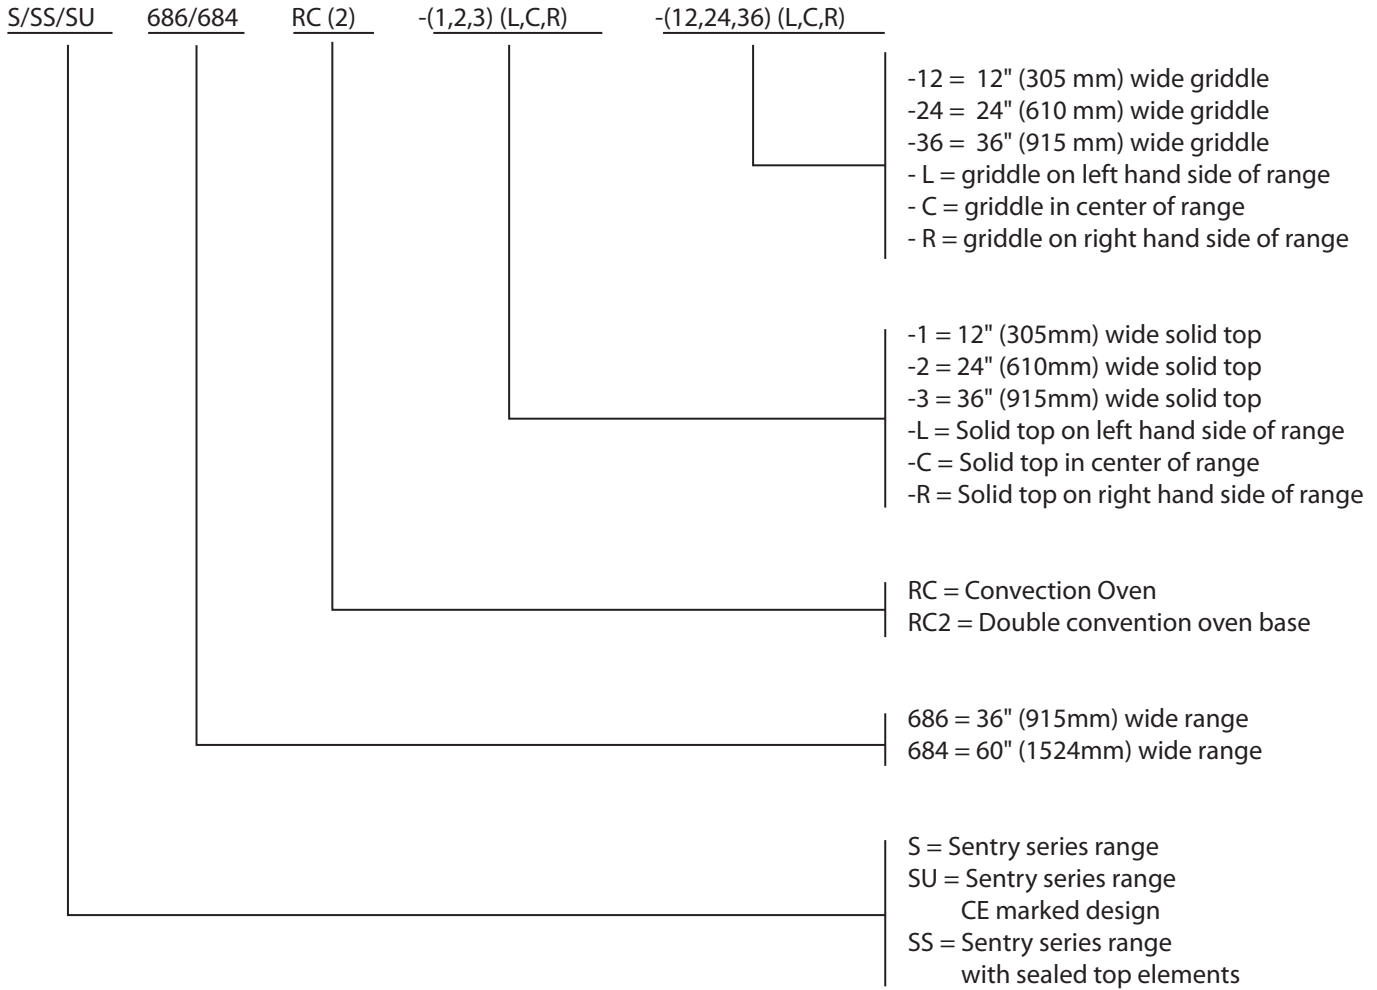 S/SS/SU 686/684 RC (2) -(1,2,3) (L,C,R) -(12,24,36) (L,C,R)
-12 = 12" (305 mm) wide griddle
-24 = 24" (610 mm) wide griddle
-36 = 36" (915 mm) wide griddle
- L = griddle on left hand side of range
- C = griddle in center of range
- R = griddle on right hand side of range
-1 = 12" (305mm) wide solid top
-2 = 24" (610mm) wide solid top
-3 = 36" (915mm) wide solid top
-L = Solid top on left hand side of range
-C = Solid top in center of range
-R = Solid top on right hand side of range
RC = Convection Oven
RC2 = Double convention oven base
686 = 36" (915mm) wide range
684 = 60" (1524mm) wide range
S = Sentry series range
SU = Sentry series range
CE marked design
SS = Sentry series range
with sealed top elements